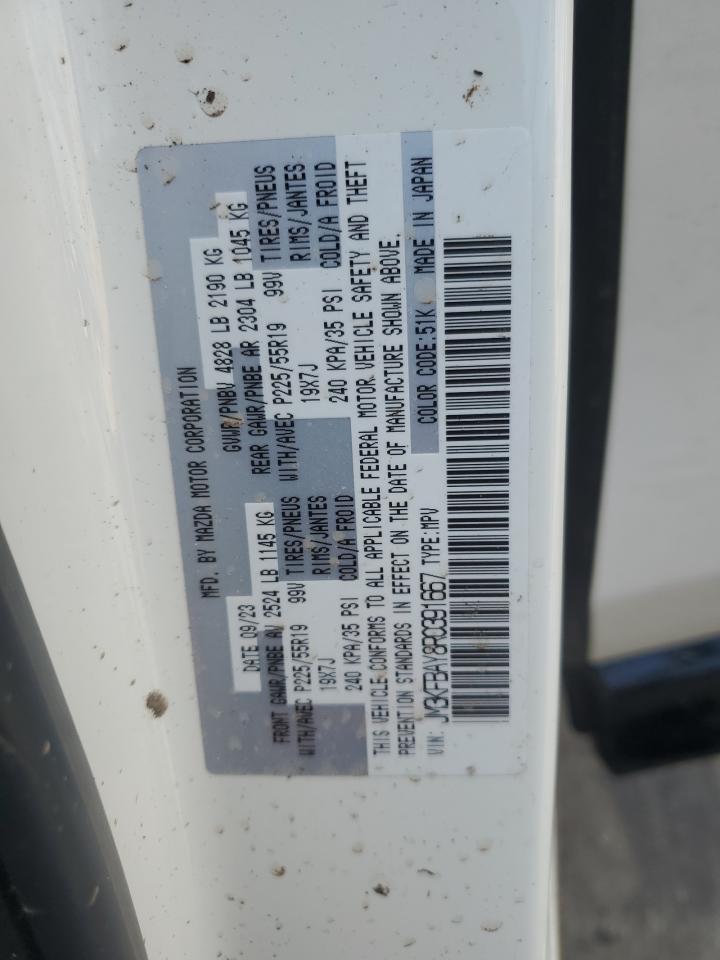 MFD. BY MAZDA MOTOR CORPORATION
DATE 09/23 GVWR/PNBV 4828 LB 2190 KG
FRONT GAWR/PNBE AV 2524 LB 1145 KG REAR GAWR/PNBE AR 2304 LB 1045 KG
WITH/AVEC P225/55R19 99V TIRES/PNEUS WITH/AVEC P225/55R19 99V TIRES/PNEUS
19X7J RIMS/JANTES 19X7J RIMS/JANTES
240 KPA/35 PSI COLD/A FROID 240 KPA/35 PSI COLD/A FROID
THIS VEHICLE CONFORMS TO ALL APPLICABLE FEDERAL MOTOR VEHICLE SAFETY AND THEFT
PREVENTION STANDARDS IN EFFECT ON THE DATE OF MANUFACTURE SHOWN ABOVE.
COLOR CODE:51K MADE IN JAPAN
VIN: JM3KFBAY8R0391667 TYPE:MPV